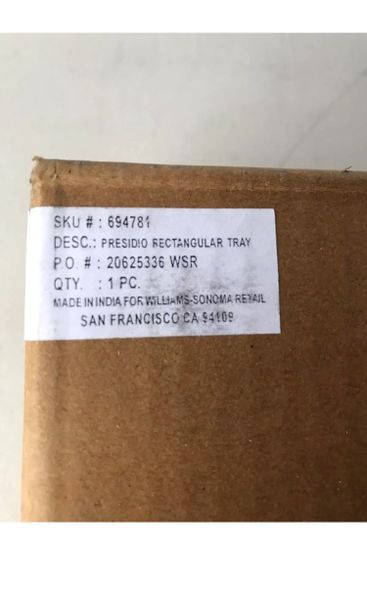 SKU # : 694781
DESC.: PRESIDIO RECTANGULAR TRAY
P.O. # : 20625336 WSR
QTY. : 1 PC.
MADE IN INDIA FOR WILLIAMS-SONOMA RETAIL
SAN FRANCISCO CA 94109